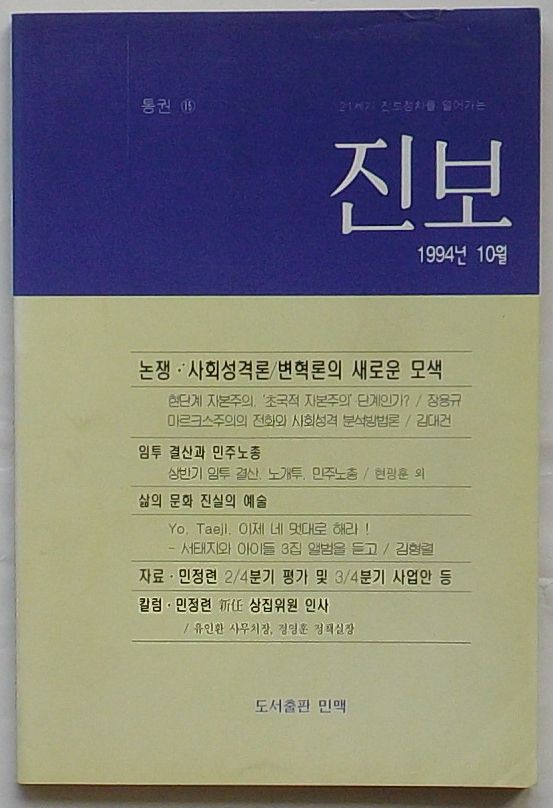 통권 ⑮
21세기 진보정치를 열어가는
진보
1994년 10월
논쟁·사회성격론/변혁론의 새로운 모색
현단계 자본주의, '초국적 자본주의' 단계인가? / 장용규
마르크스주의의 전화와 사회성격 분석방법론 / 김대건
임투 결산과 민주노총
상반기 임투 결산, 노개투, 민주노총 / 현광훈 외
삶의 문화 진실의 예술
Yo, Taeji, 이제 네 멋대로 해라 !
- 서태지와 아이들 3집 앨범을 듣고 / 김형렬
자료·민정련 2/4분기 평가 및 3/4분기 사업안 등
칼럼·민정련 新任 상집위원 인사
/ 유인환 사무처장, 정영훈 정책실장
도서출판 민맥